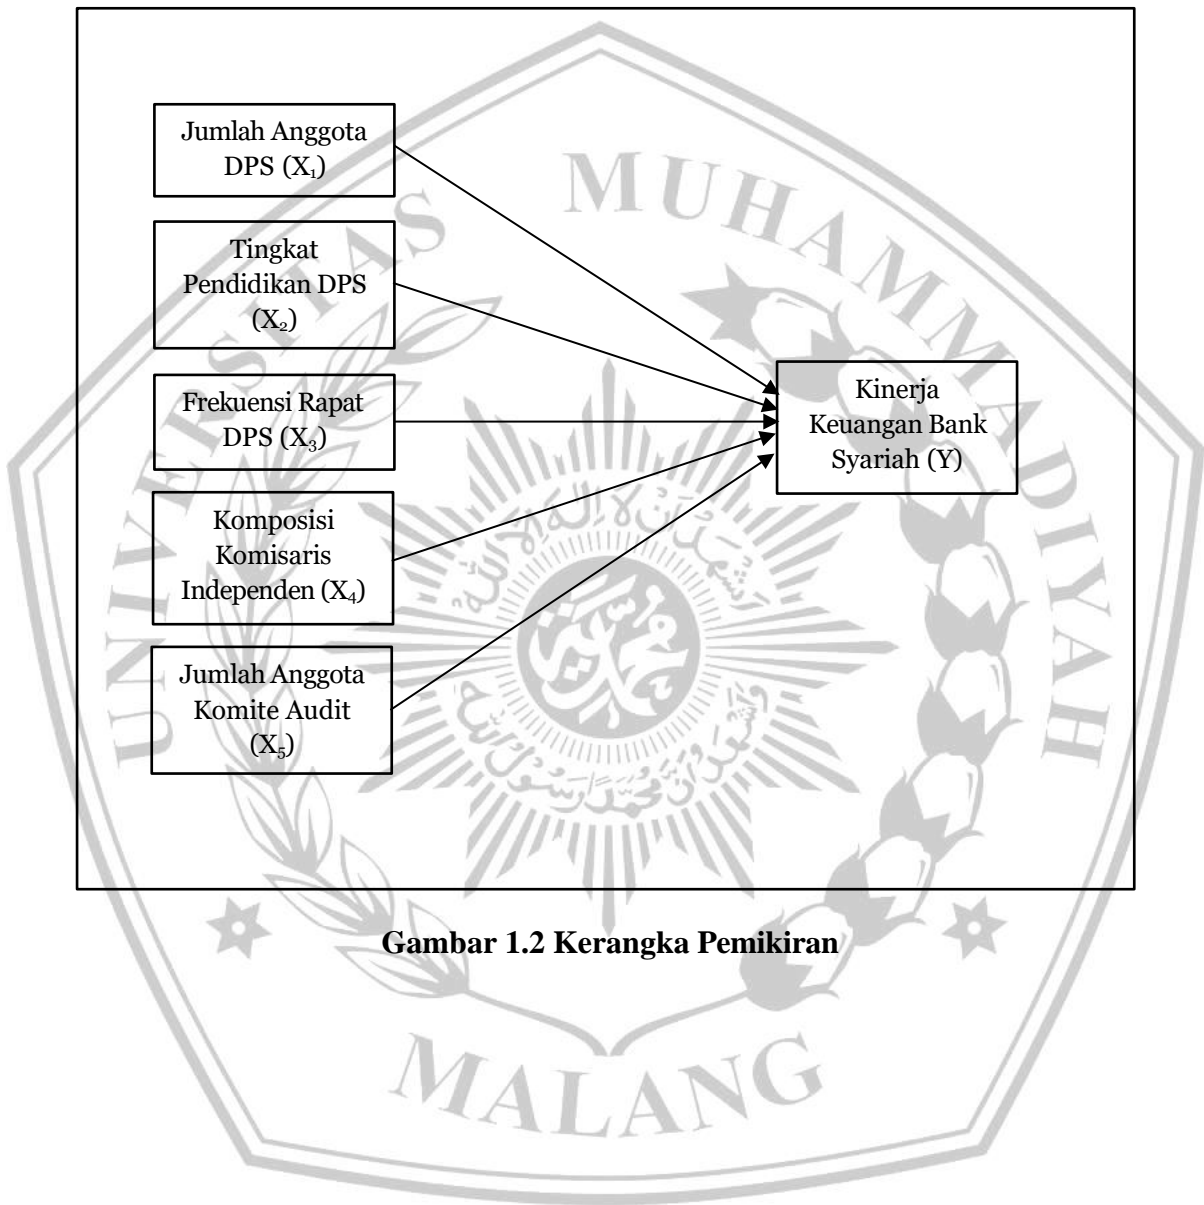 Jumlah Anggota
DPS (X₁)
Tingkat
Pendidikan DPS
(X₂)
Frekuensi Rapat
DPS (X₃)
Komposisi
Komisaris
Independen (X₄)
Jumlah Anggota
Komite Audit
(X₅)
Kinerja
Keuangan Bank
Syariah (Y)
Gambar 1.2 Kerangka Pemikiran
UNIVERSITAS MUHAMMADIYAH
MALANG